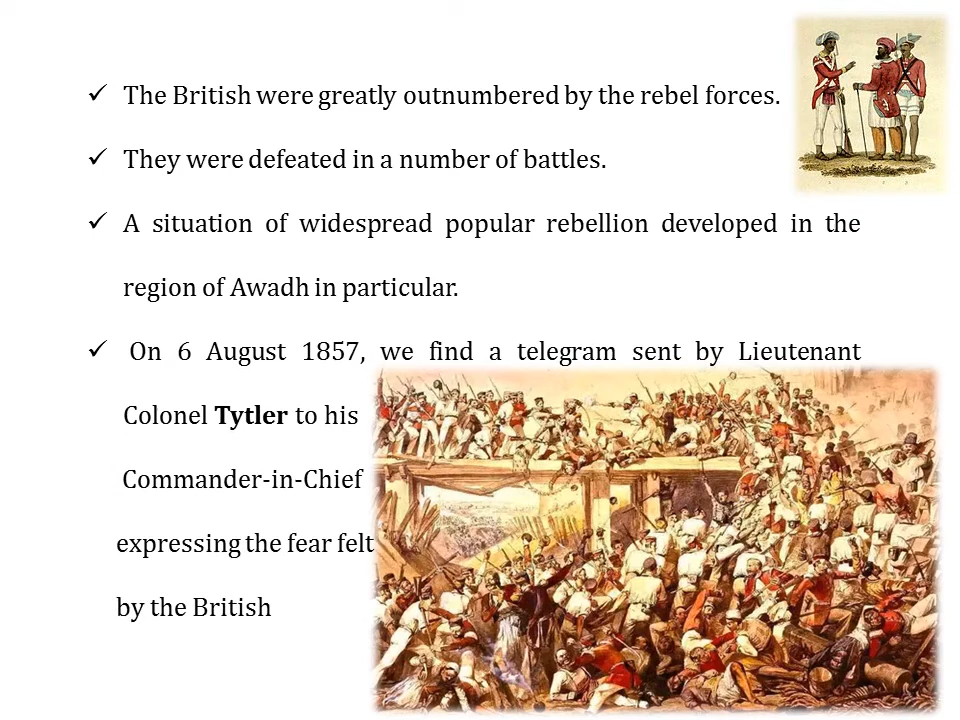 ✓ The British were greatly outnumbered by the rebel forces.
✓ They were defeated in a number of battles.
✓ A situation of widespread popular rebellion developed in the
region of Awadh in particular.
✓ On 6 August 1857, we find a telegram sent by Lieutenant
Colonel Tytler to his
Commander-in-Chief
expressing the fear felt
by the British